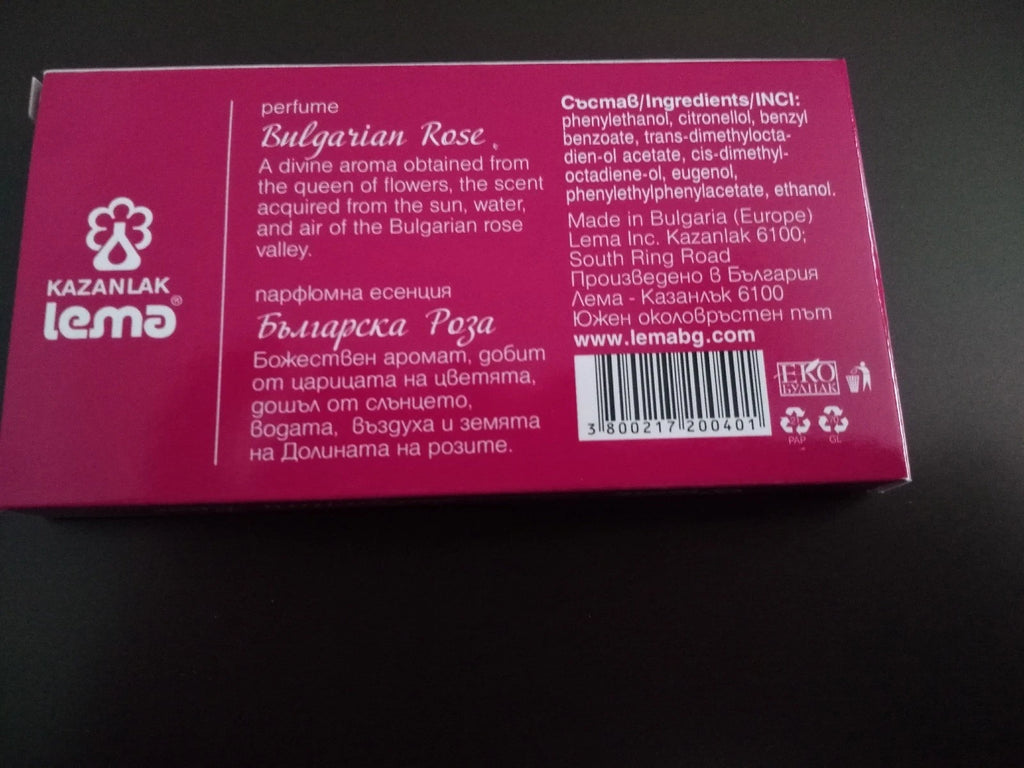 KAZANLAK
lema®
perfume
Bulgarian Rose
A divine aroma obtained from
the queen of flowers, the scent
acquired from the sun, water,
and air of the Bulgarian rose
valley.
парфюмна есенция
Българска Роза
Божествен аромат, добит
от царицата на цветята,
дошъл от слънцето,
водата, въздуха и земята
на Долината на розите.
Състав/Ingredients/INCI:
phenylethanol, citronellol, benzyl
benzoate, trans-dimethylocta-
dien-ol acetate, cis-dimethyl-
octadiene-ol, eugenol,
phenylethylphenylacetate, ethanol.
Made in Bulgaria (Europe)
Lema Inc. Kazanlak 6100;
South Ring Road
Произведено в България
Лема - Казанлък 6100
Южен околовръстен път
www.lemabg.com
3 800217 200401
ЕКО
БУЛПАК
PAP
GL